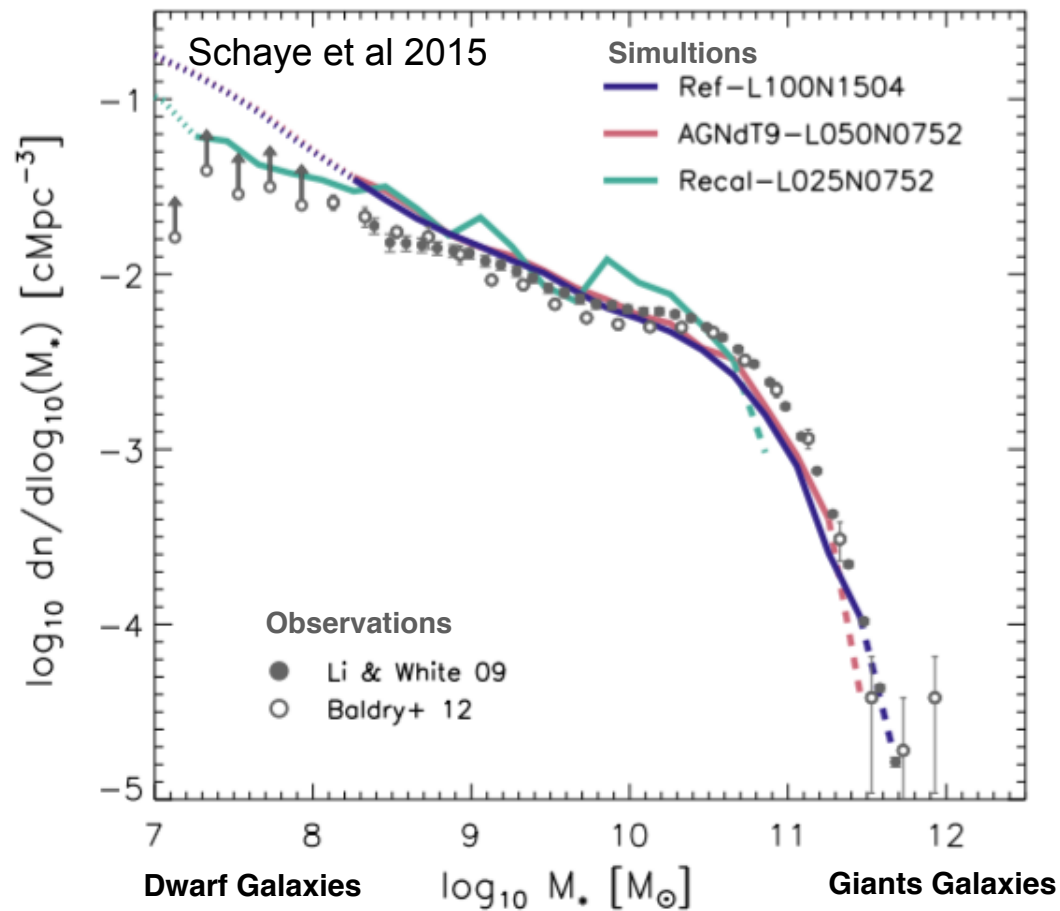 Schaye et al 2015
Simultions
Ref-L100N1504
AGNdT9-L050N0752
Recal-L025N0752
log₁₀ dn/dlog₁₀(M*) [cMpc⁻³]
-1
-2
-3
-4
-5
Observations
Li & White 09
Baldry+ 12
7 8 9 10 11 12
Dwarf Galaxies log₁₀ M* [M⊙] Giants Galaxies